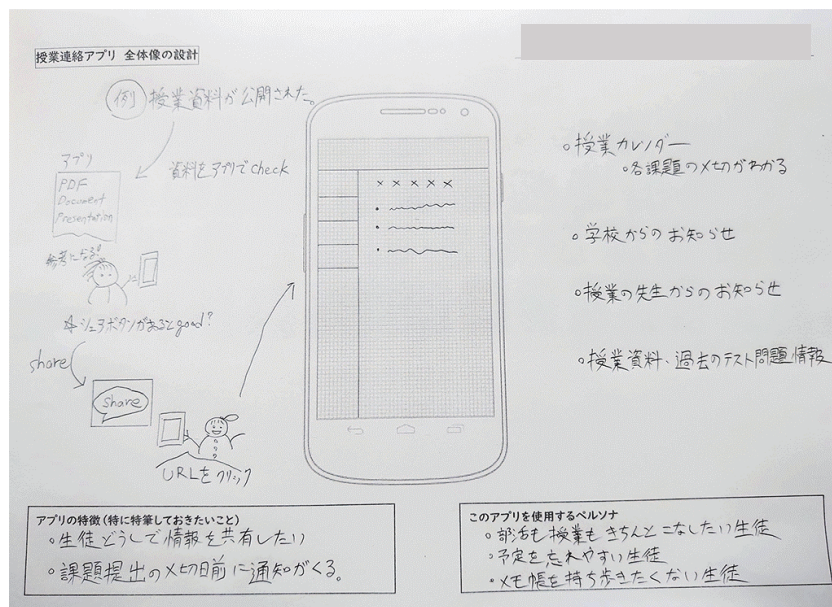 授業連絡アプリ 全体像の設計
例 授業資料が公開された。
アプリ
資料をアプリでcheck
PDF
Document
Presentation
参考になる!
☆シェアボタンがあるとgood?
share
share
URLをクリック
×××××
・授業カレンダー
・各課題の〆切がわかる
・学校からのお知らせ
・授業の先生からのお知らせ
・授業資料・過去のテスト問題情報
アプリの特徴(特に特筆しておきたいこと)
・生徒どうしで情報を共有したい
・課題提出の〆切日前に通知がくる。
このアプリを使用するペルソナ
・部活も授業もきちんとこなしたい生徒
・予定を忘れやすい生徒
・メモ帳を持ち歩きたくない生徒